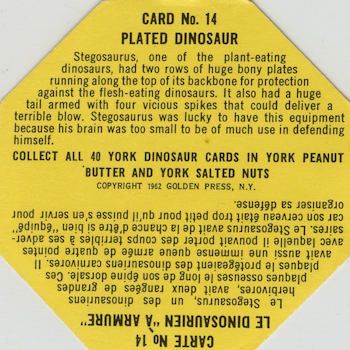 CARD No. 14
PLATED DINOSAUR
Stegosaurus, one of the plant-eating
dinosaurs, had two rows of huge bony plates
running along the top of its backbone for protection
against the flesh-eating dinosaurs. It also had a huge
tail armed with four vicious spikes that could deliver a
terrible blow. Stegosaurus was lucky to have this equipment
because his brain was too small to be of much use in defending
himself.
COLLECT ALL 40 YORK DINOSAUR CARDS IN YORK PEANUT
BUTTER AND YORK SALTED NUTS
COPYRIGHT 1962 GOLDEN PRESS, N.Y.
CARTE No 14
LE DINOSAURIEN "À ARMURE"
Le Stegosaurus, un des dinosauriens
herbivores, avait deux rangées de grandes
plaques osseuses le long de son épine dorsale. Ces
plaques le protégeaient des dinosauriens carnivores. Il
avait aussi une immense queue armée de quatre pointes
avec laquelle il pouvait porter des coups terribles à ses adver-
saires. Le Stegosaurus avait de la chance d'être si bien "équipé"
car son cerveau était trop petit pour qu'il puisse s'en servir pour
organiser sa défense.